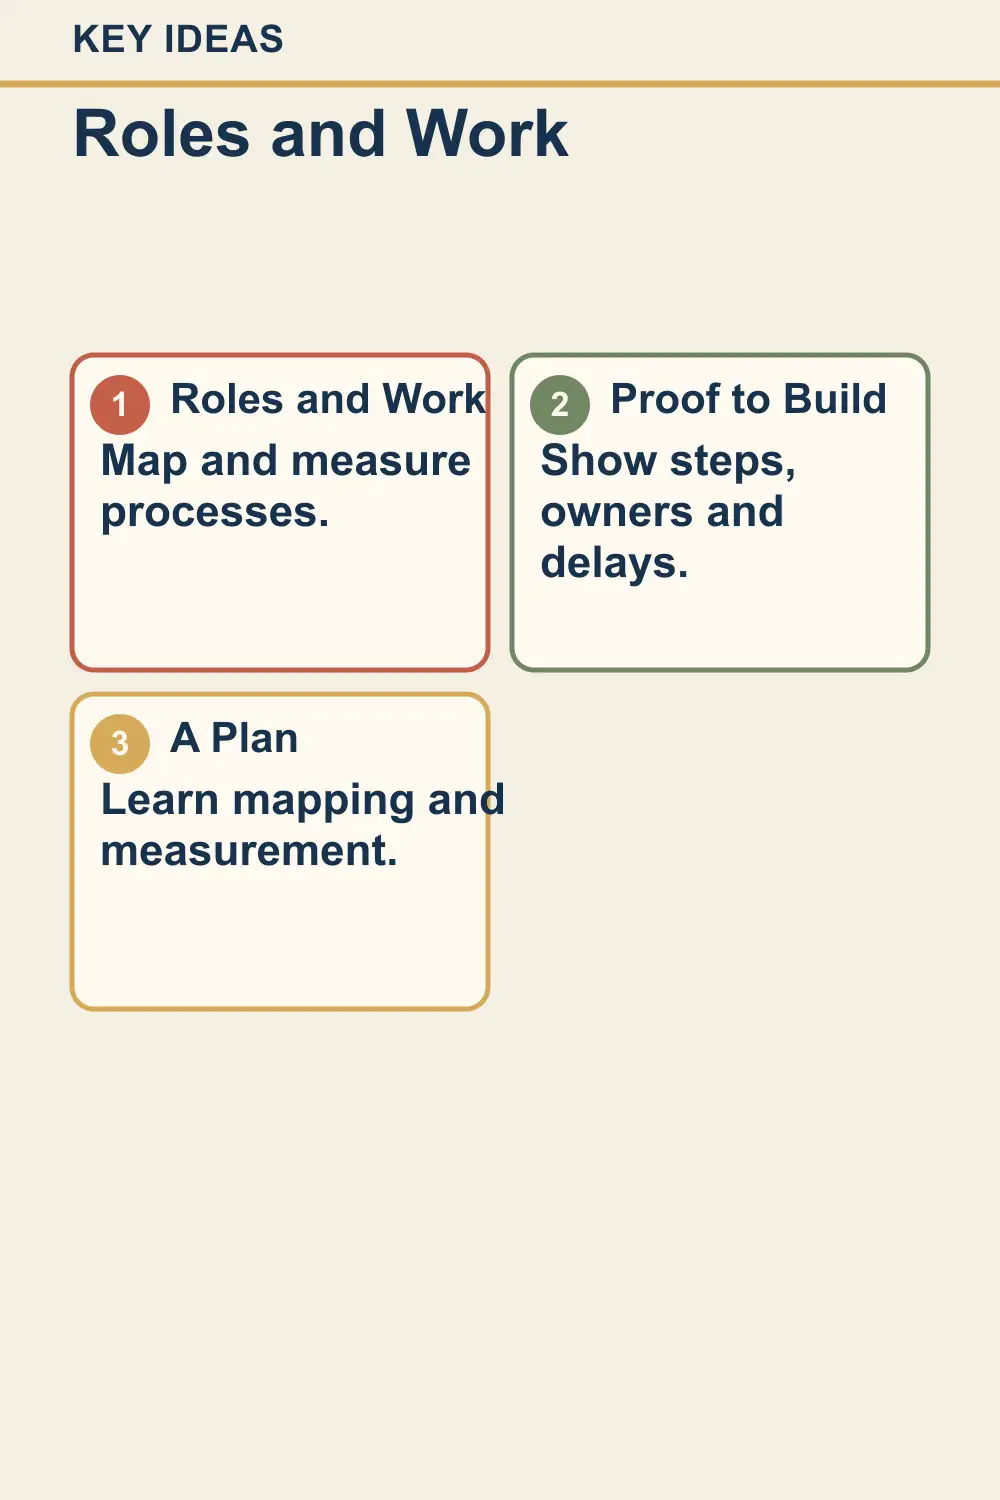 KEY IDEAS
Roles and Work
1 Roles and Work
Map and measure
processes.
2 Proof to Build
Show steps,
owners and
delays.
3 A Plan
Learn mapping and
measurement.